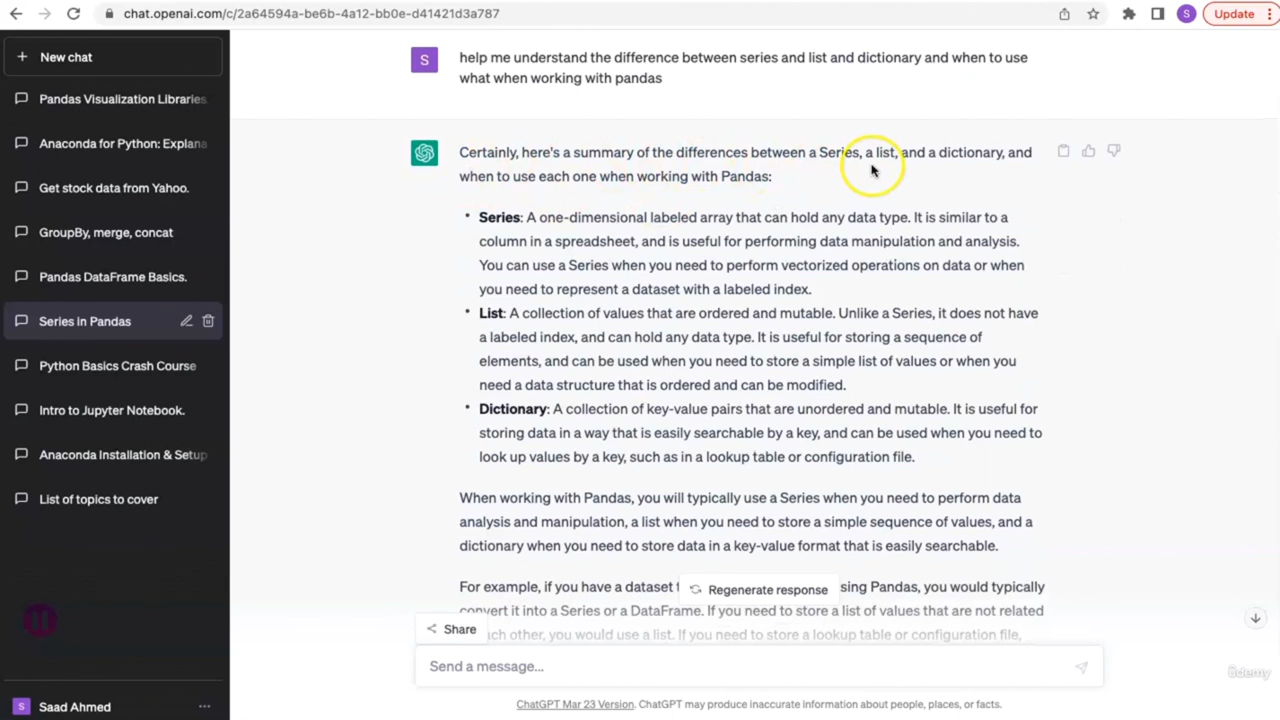 chat.openai.com/c/2a64594a-be6b-4a12-bb0e-d41421d3a787
S
Update
New chat
Pandas Visualization Libraries
Anaconda for Python: Explana
Get stock data from Yahoo.
GroupBy, merge, concat
Pandas DataFrame Basics.
Series in Pandas
Python Basics Crash Course
Intro to Jupyter Notebook.
Anaconda Installation & Setup
List of topics to cover
S
Saad Ahmed
S
help me understand the difference between series and list and dictionary and when to use
what when working with pandas
Certainly, here's a summary of the differences between a Series, a list, and a dictionary, and
when to use each one when working with Pandas:
• Series: A one-dimensional labeled array that can hold any data type. It is similar to a
column in a spreadsheet, and is useful for performing data manipulation and analysis.
You can use a Series when you need to perform vectorized operations on data or when
you need to represent a dataset with a labeled index.
• List: A collection of values that are ordered and mutable. Unlike a Series, it does not have
a labeled index, and can hold any data type. It is useful for storing a sequence of
elements, and can be used when you need to store a simple list of values or when you
need a data structure that is ordered and can be modified.
• Dictionary: A collection of key-value pairs that are unordered and mutable. It is useful for
storing data in a way that is easily searchable by a key, and can be used when you need to
look up values by a key, such as in a lookup table or configuration file.
When working with Pandas, you will typically use a Series when you need to perform data
analysis and manipulation, a list when you need to store a simple sequence of values, and a
dictionary when you need to store data in a key-value format that is easily searchable.
For example, if you have a dataset sing Pandas, you would typically
Regenerate response
convert it into a Series or a DataFrame. If you need to store a list of values that are not related
Share
ch other, you would use a list. If you need to store a lookup table or configuration file,
Send a message...
ChatGPT Mar 23 Version. ChatGPT may produce inaccurate information about people, places, or facts.
ûdemy